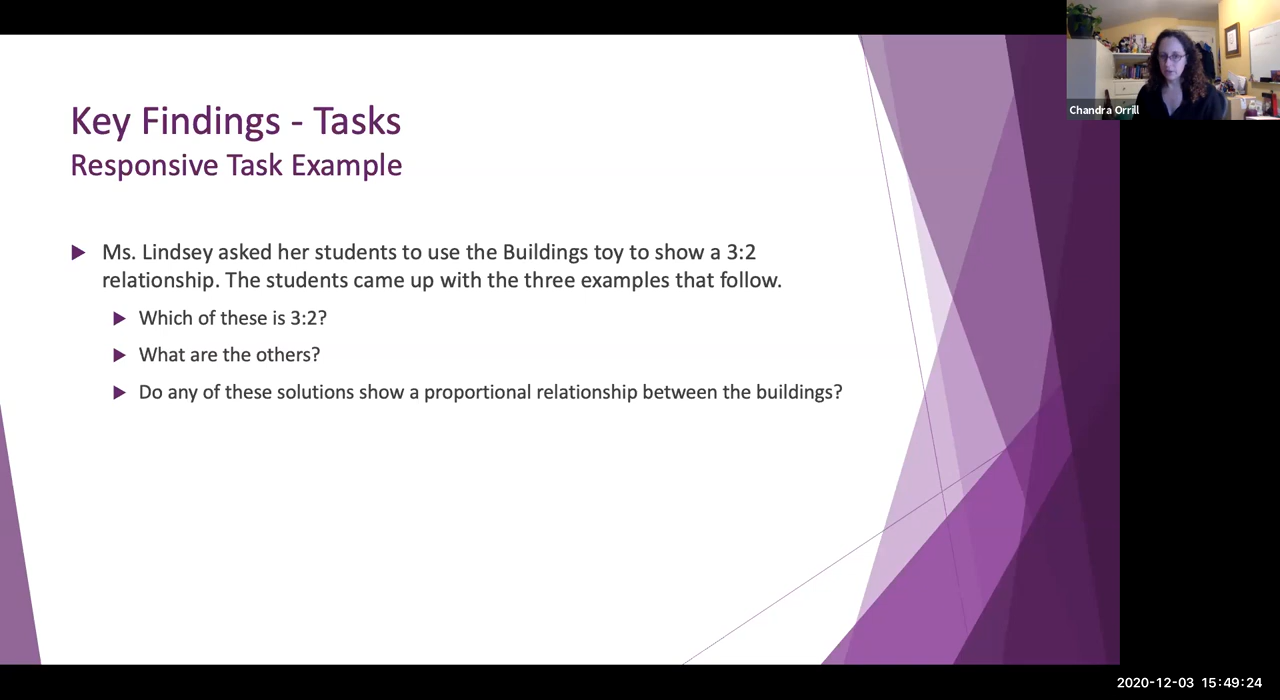 Key Findings - Tasks
Responsive Task Example
Ms. Lindsey asked her students to use the Buildings toy to show a 3:2
relationship. The students came up with the three examples that follow.
Which of these is 3:2?
What are the others?
Do any of these solutions show a proportional relationship between the buildings?
Chandra Orrill
2020-12-03 15:49:24